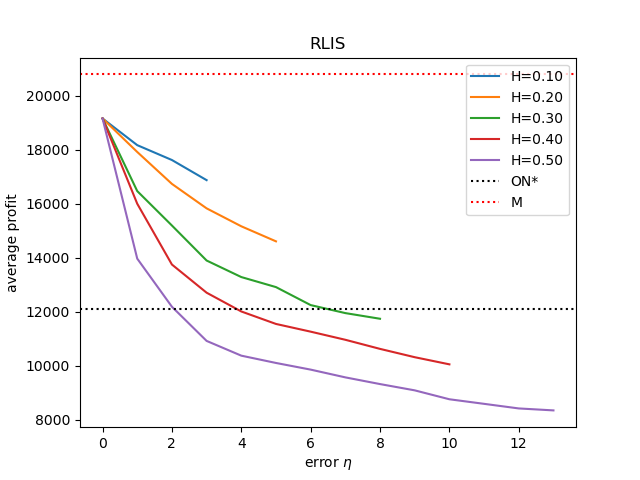 RLIS
average profit
20000
18000
16000
14000
12000
10000
8000
0 2 4 6 8 10 12
error η
H=0.10
H=0.20
H=0.30
H=0.40
H=0.50
ON*
M